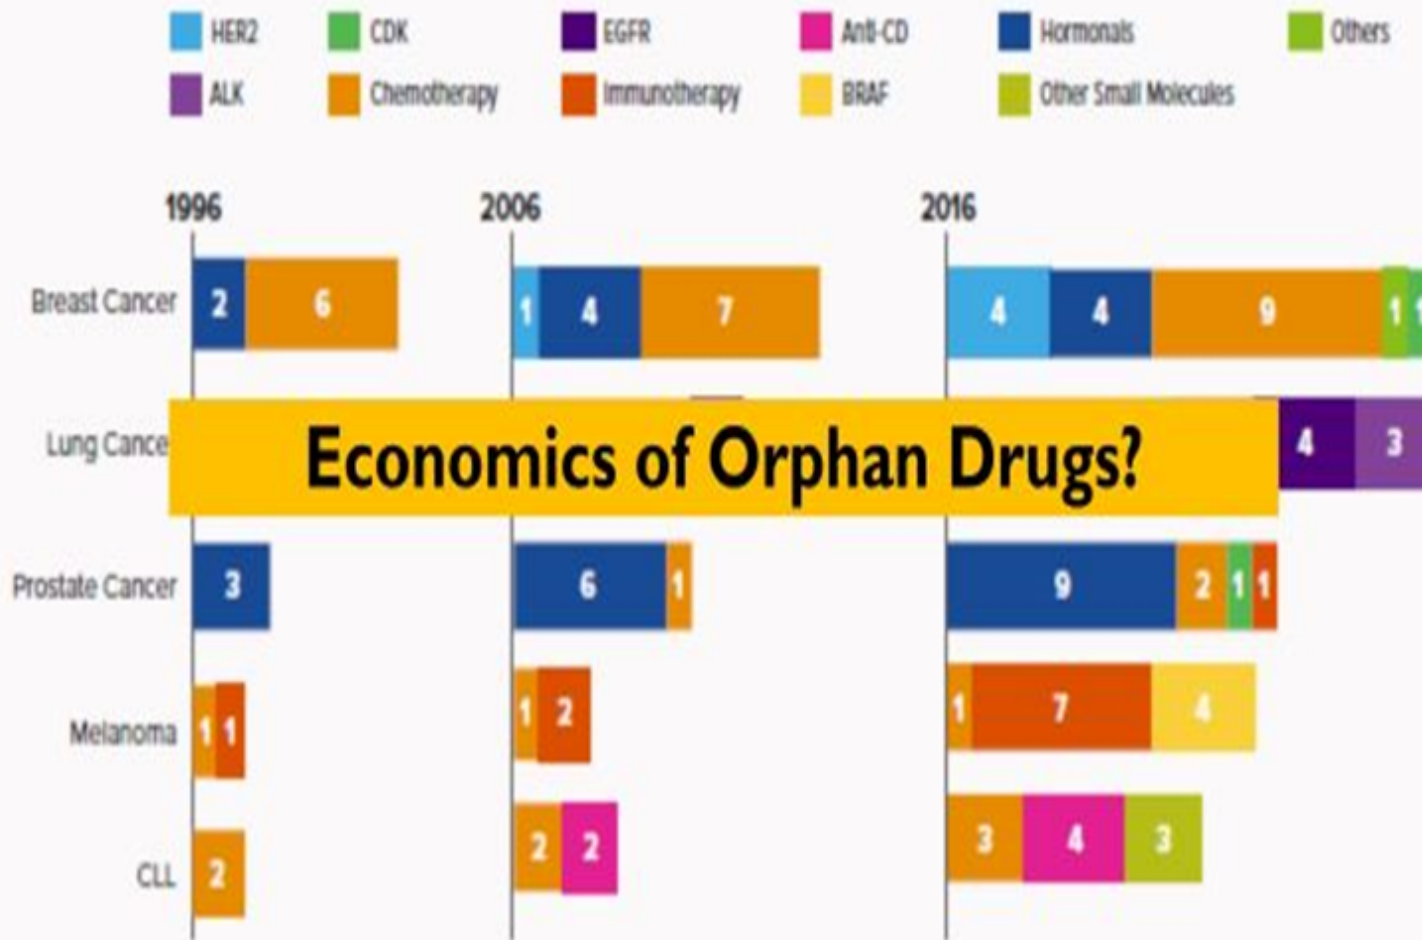 HER2 CDK EGFR Anti-CD Hormonals Others
ALK Chemotherapy Immunotherapy BRAF Other Small Molecules
1996 2006 2016
Breast Cancer 2 6 1 4 7 4 4 9 1 1
Lung Cance 4 3
Economics of Orphan Drugs?
Prostate Cancer 3 6 1 9 2 1 1
Melanoma 1 1 1 2 1 7 4
CLL 2 2 2 3 4 3